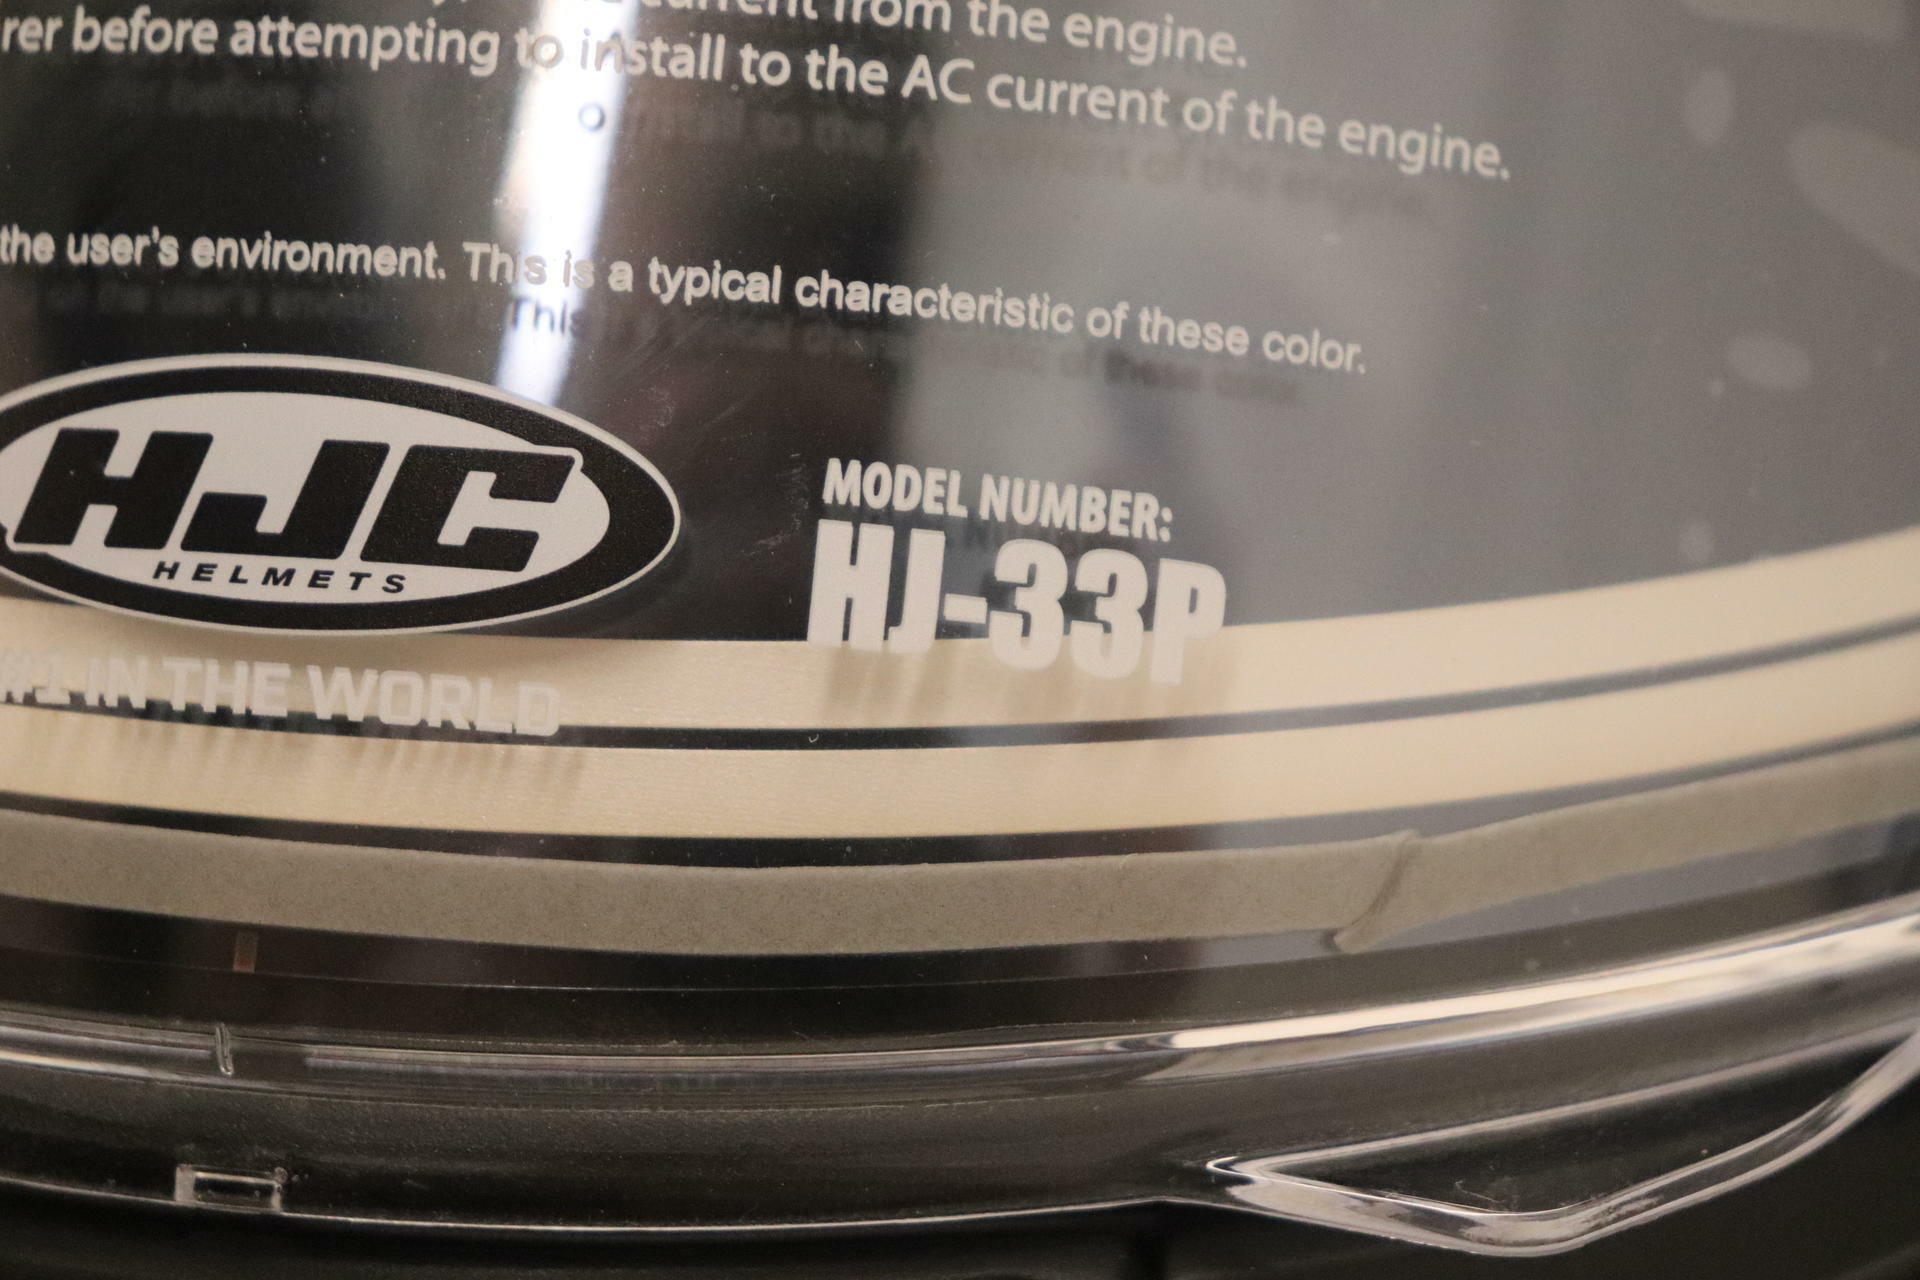 current from the engine.
rer before attempting to install to the AC current of the engine.
the user's environment. This is a typical characteristic of these color.
HJC
HELMETS
#1 IN THE WORLD
MODEL NUMBER:
HJ-33P